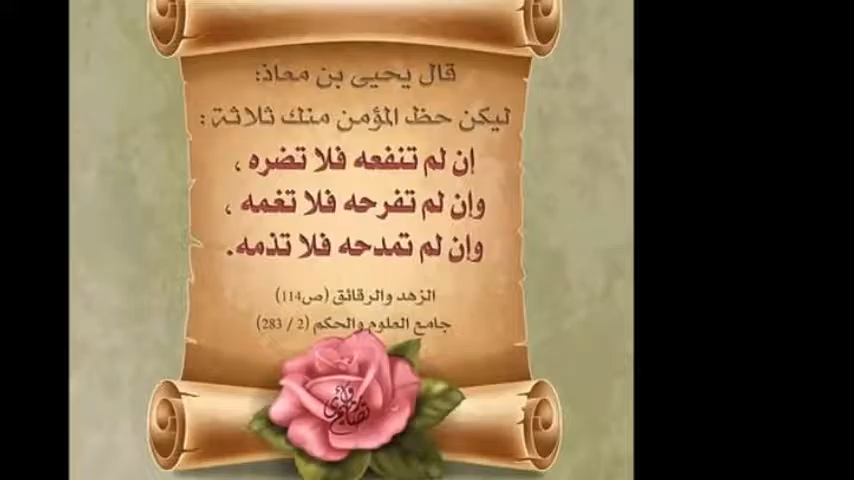 قال يحيى بن معاذ:
ليكن حظ المؤمن منك ثلاثة :
إن لم تنفعه فلا تضره ،
وإن لم تفرحه فلا تغمه ،
وإن لم تمدحه فلا تذمه.
الزهد والرقائق (ص114)
جامع العلوم والحكم (2 / 283)